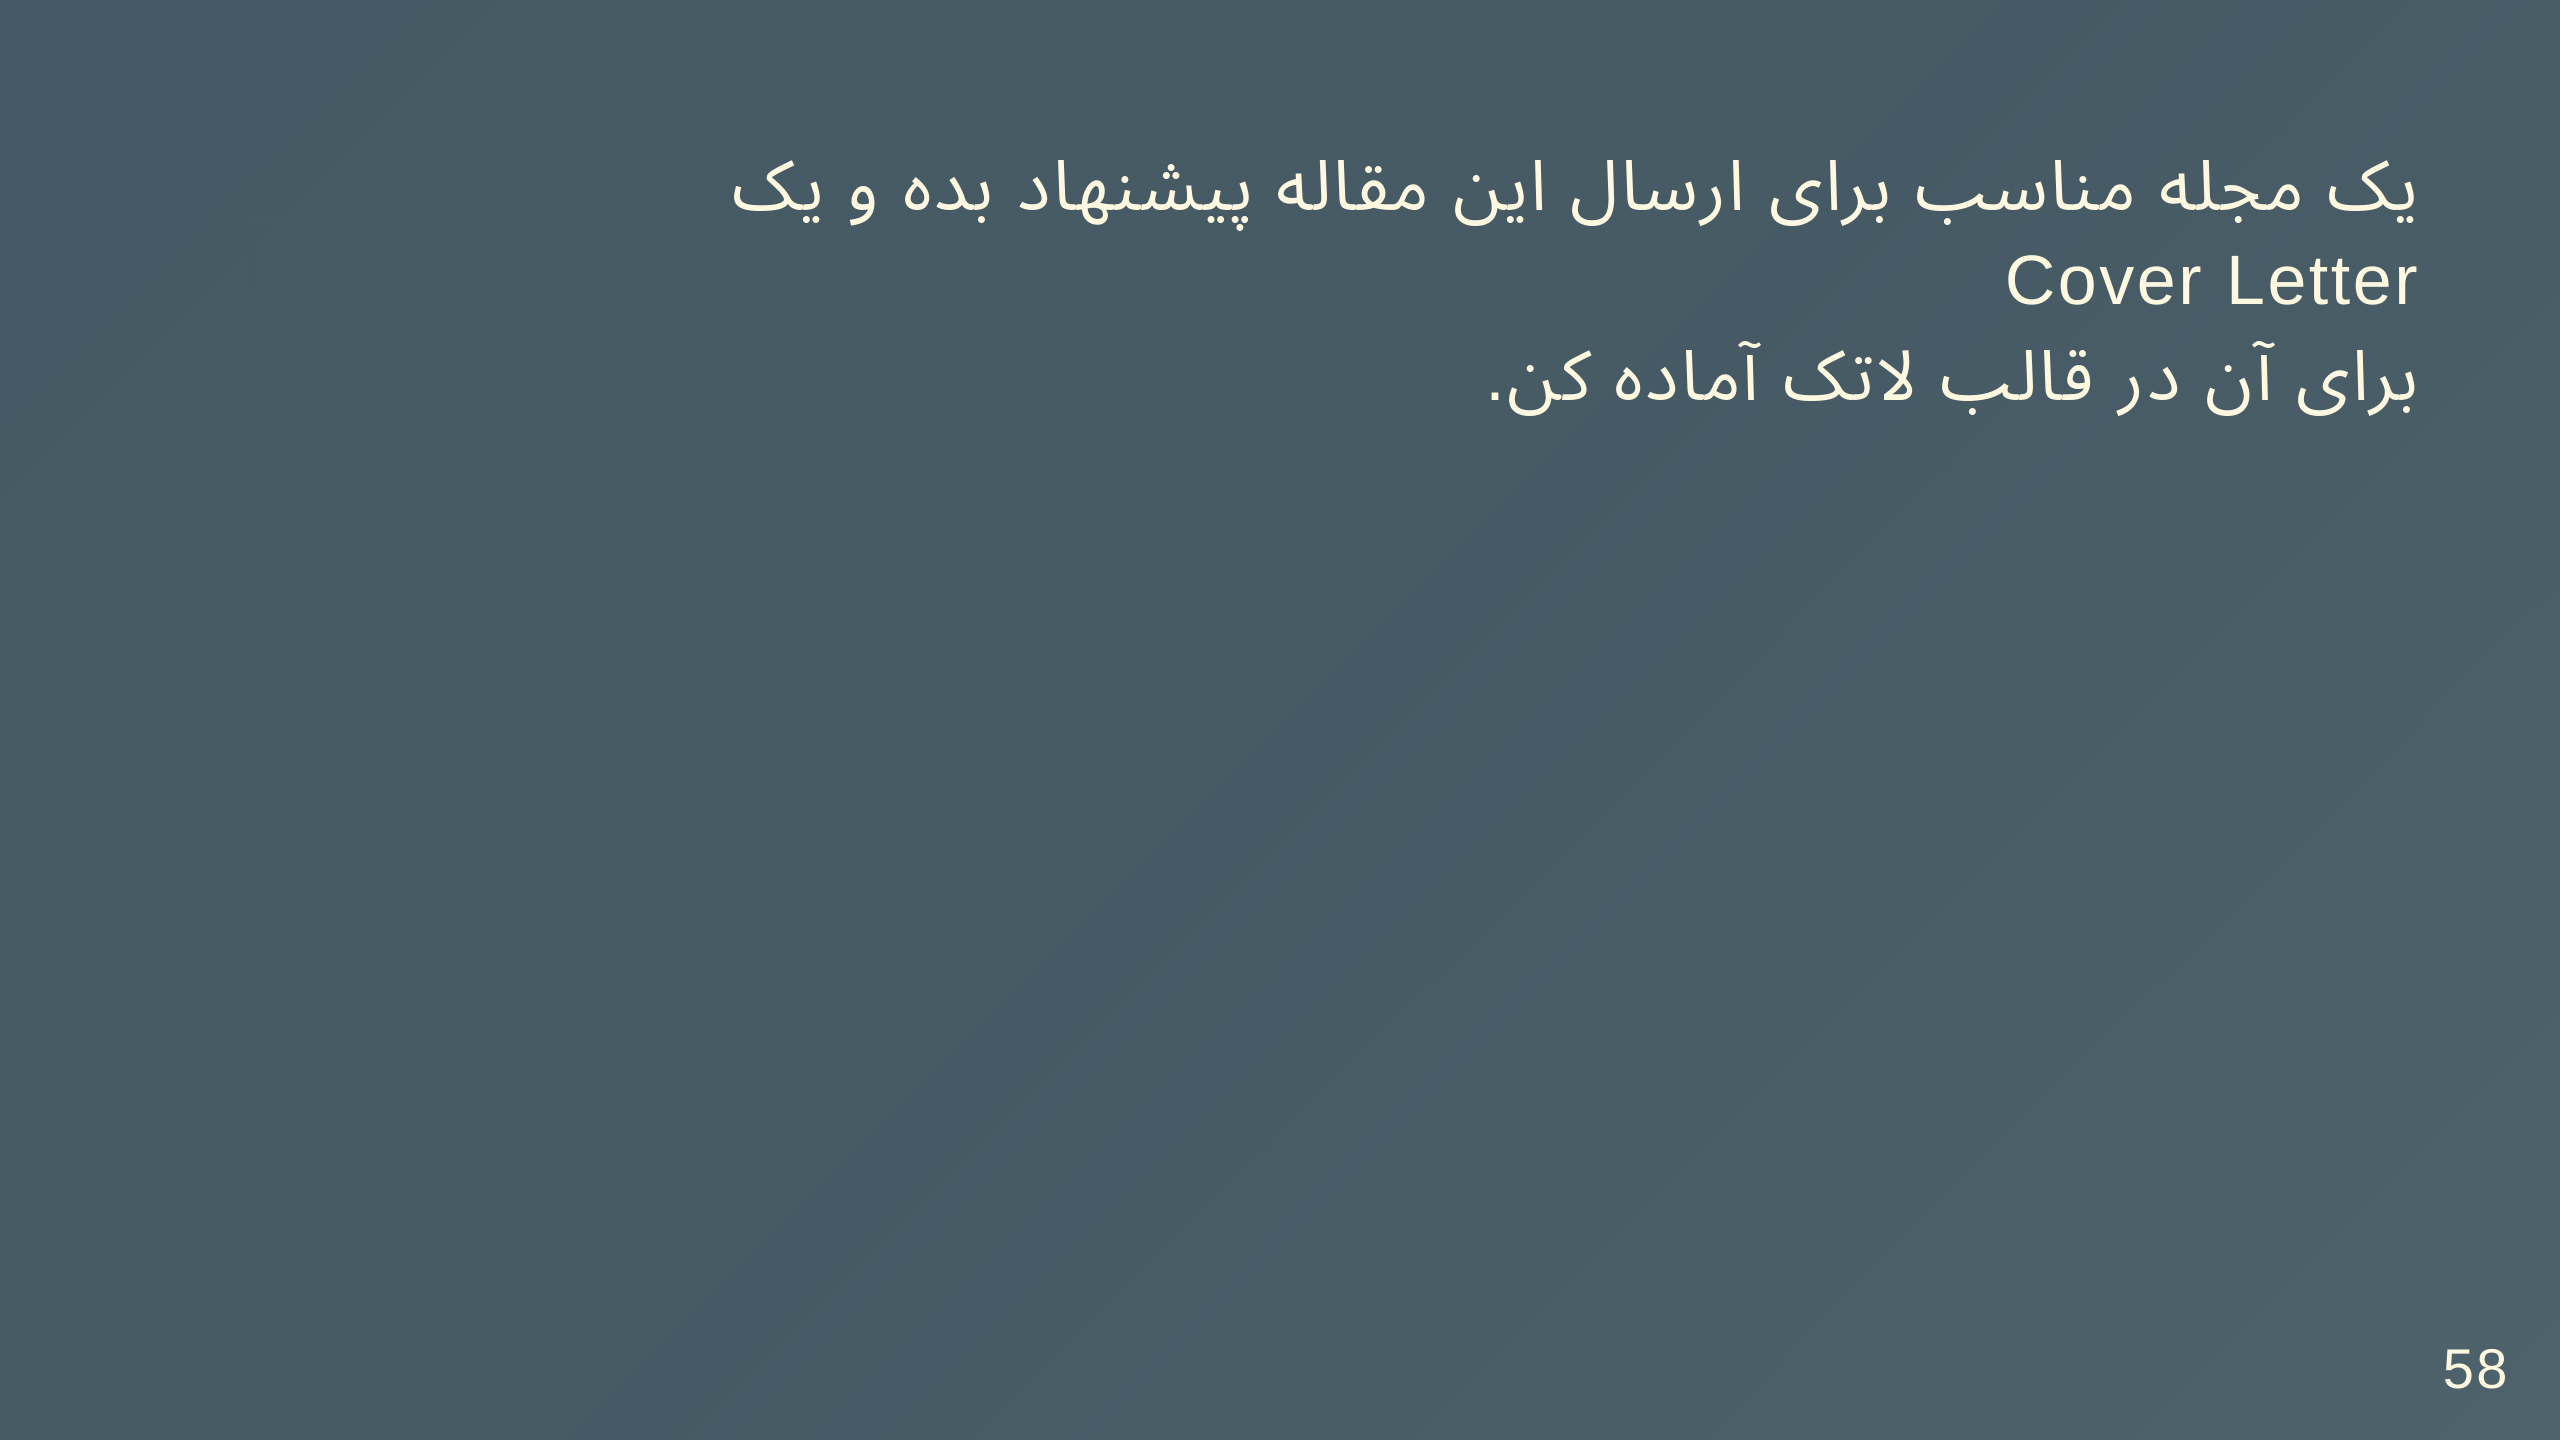 یک مجله مناسب برای ارسال این مقاله پیشنهاد بده و یک
Cover Letter
برای آن در قالب لاتک آماده کن.
58